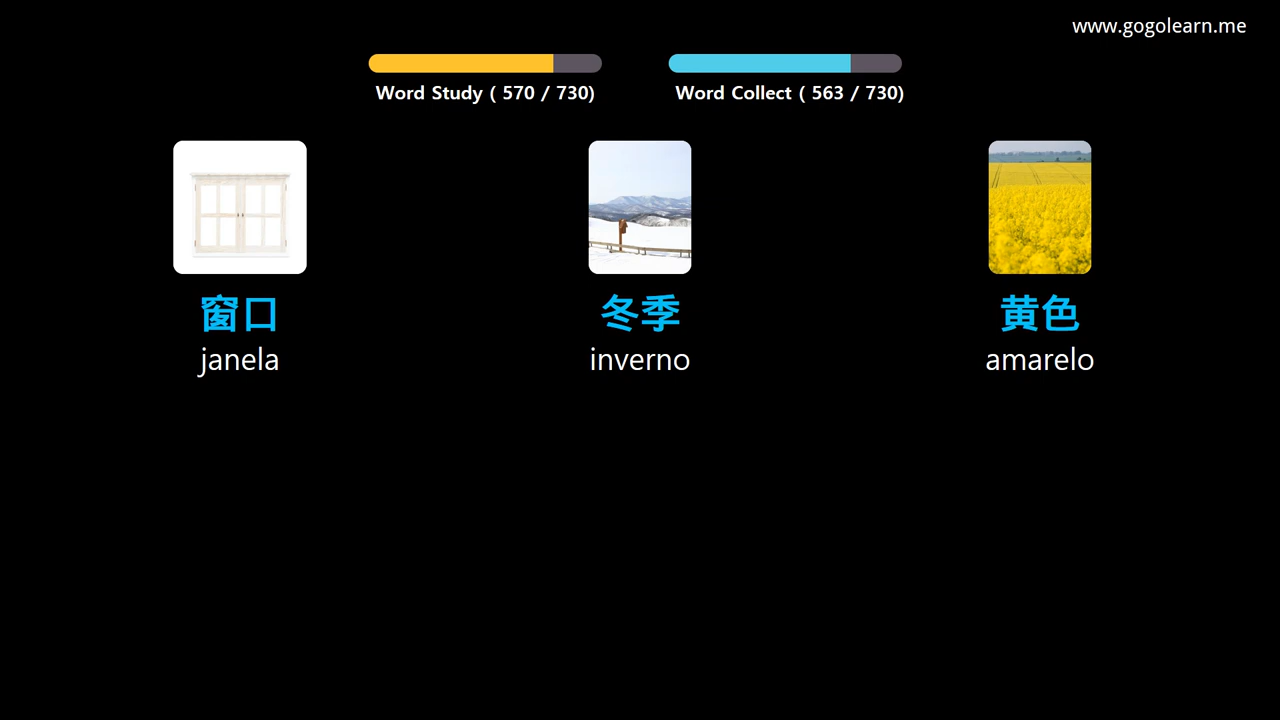 www.gogolearn.me
Word Study ( 570 / 730)
Word Collect ( 563 / 730)
窗口
janela
冬季
inverno
黄色
amarelo